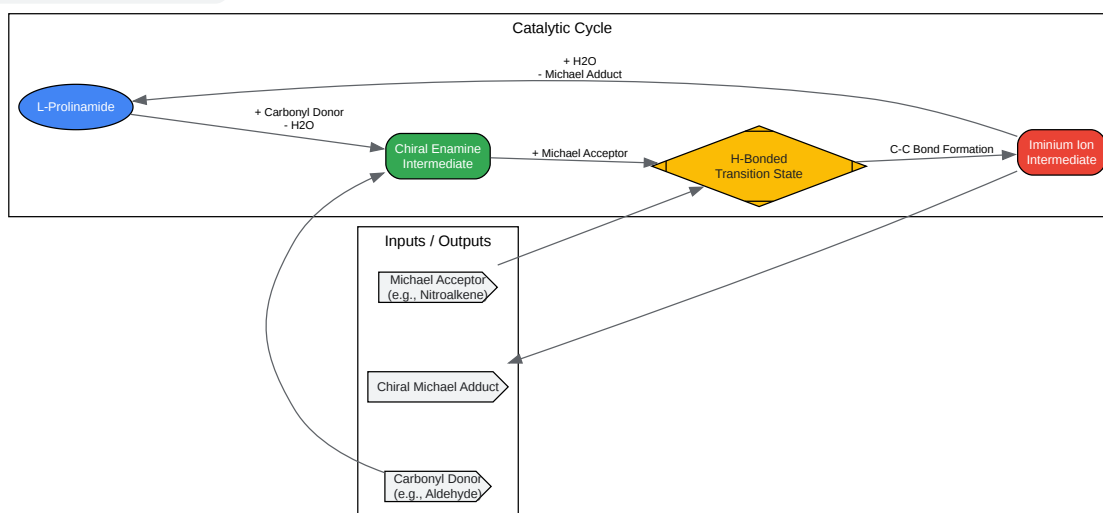 Catalytic Cycle
+ H2O
- Michael Adduct
L-Prolinamide
+ Carbonyl Donor
- H2O
Chiral Enamine
Intermediate
+ Michael Acceptor
H-Bonded
Transition State
C-C Bond Formation
Iminium Ion
Intermediate
Inputs / Outputs
Michael Acceptor
(e.g., Nitroalkene)
Chiral Michael Adduct
Carbonyl Donor
(e.g., Aldehyde)